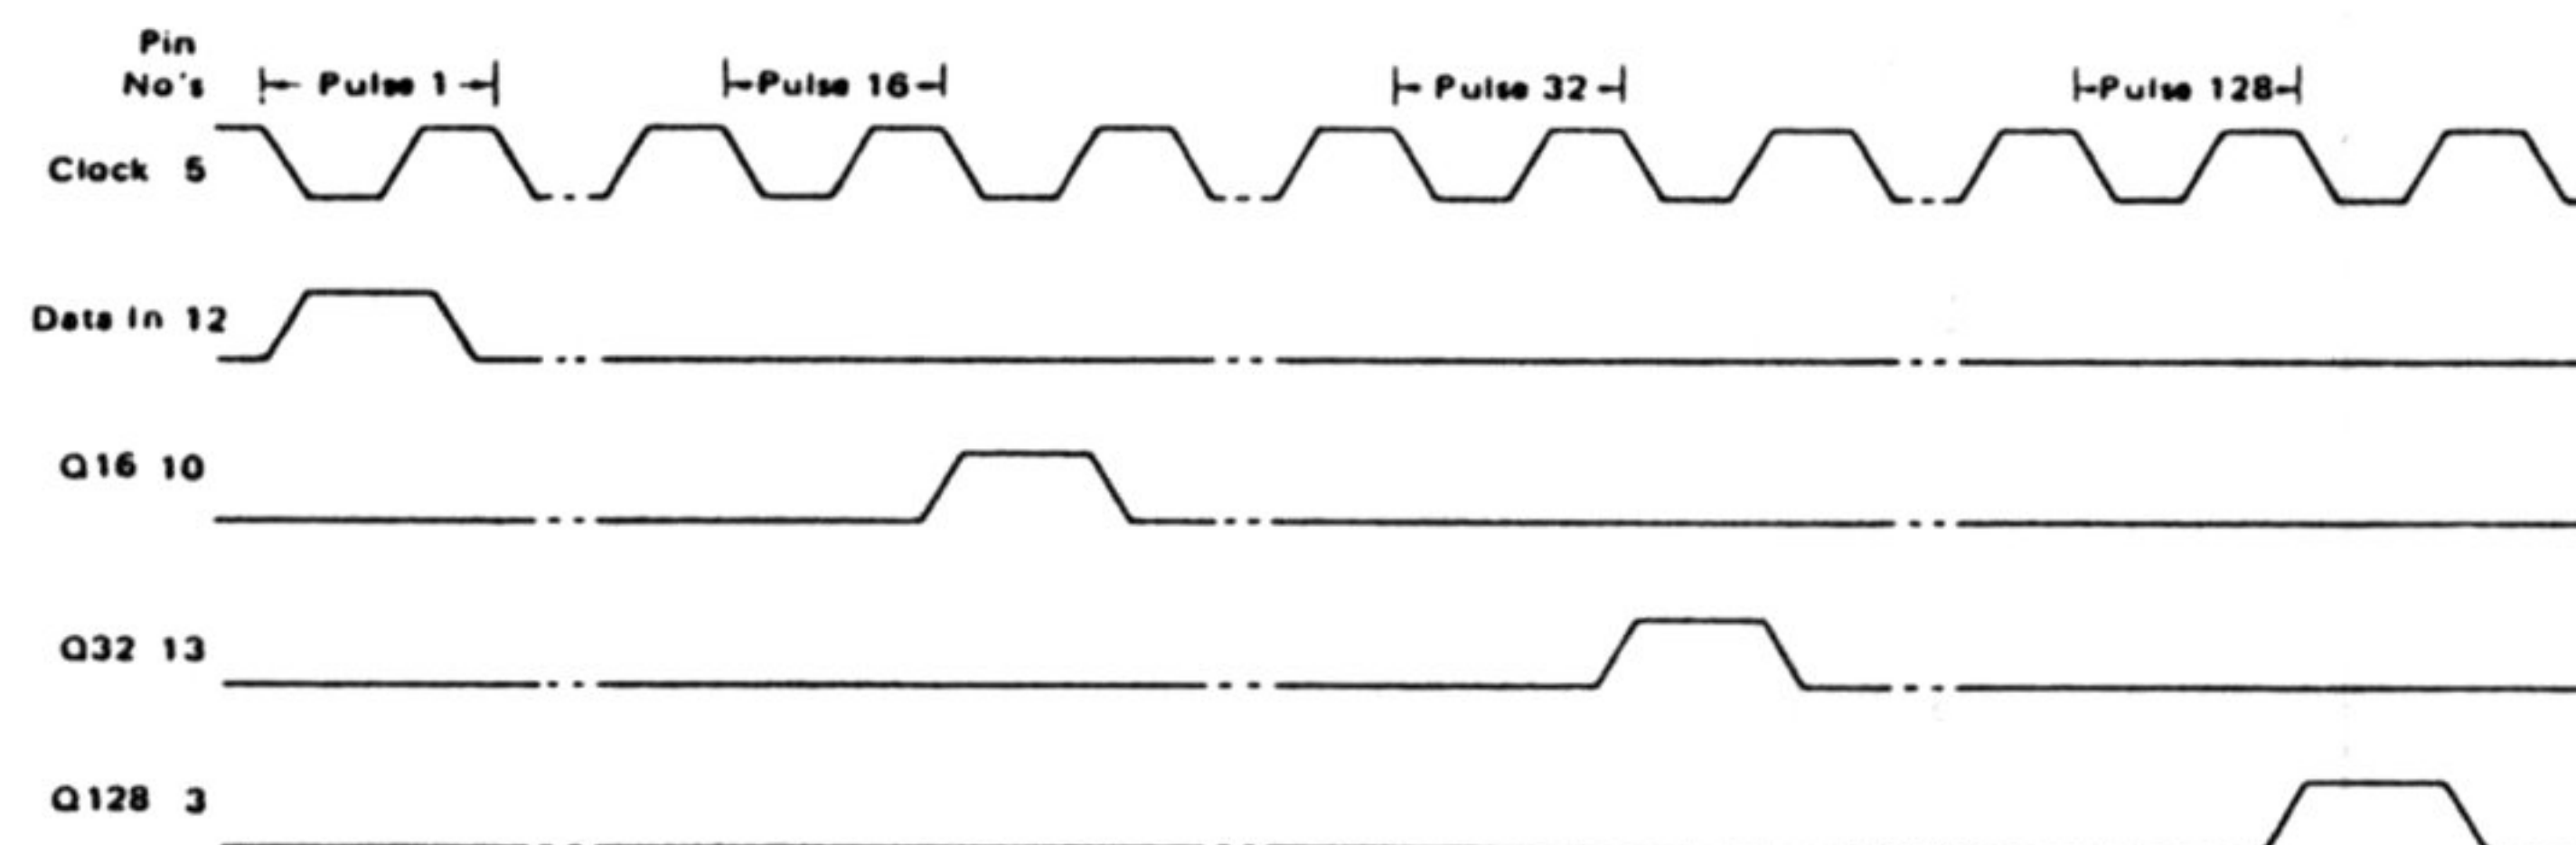 Pin
No's
Pulse 1
Pulse 16
Pulse 32
Pulse 128
Clock 5
Data In 12
Q16 10
Q32 13
Q128 3